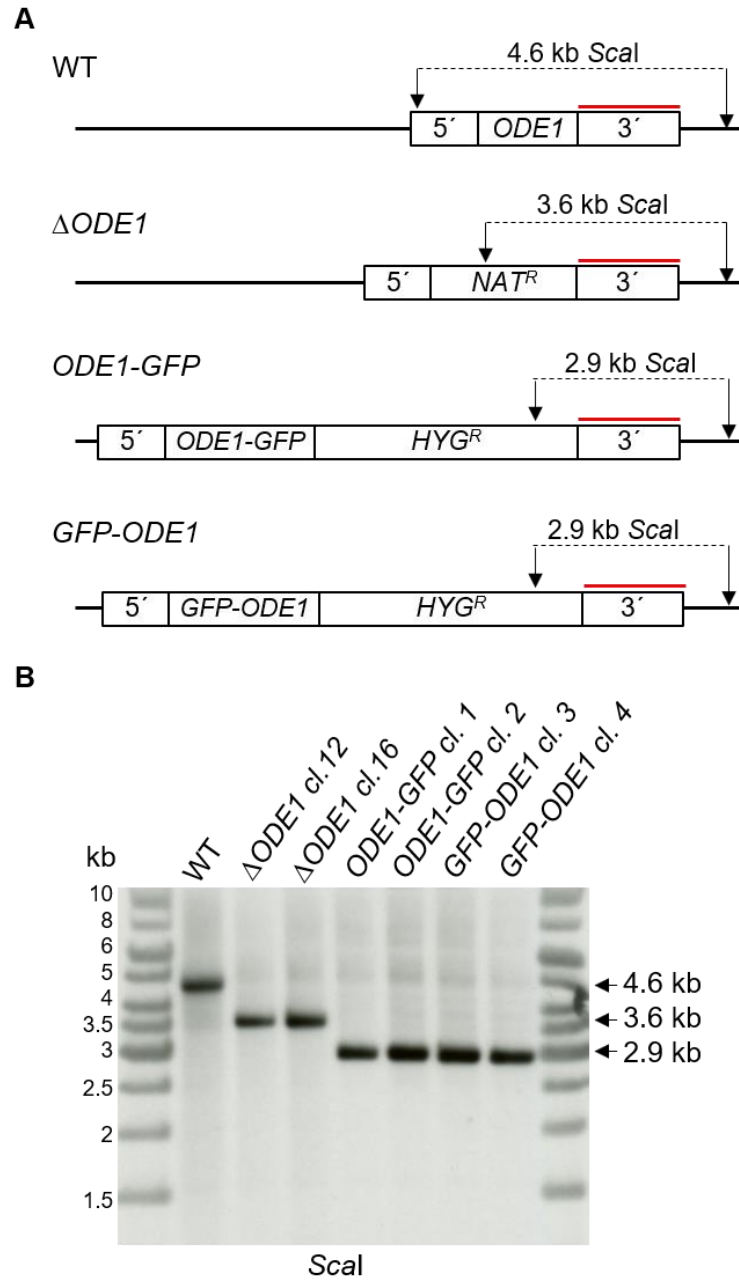 A
WT
4.6 kb ScaI
5´ ODE1 3´
ΔODE1
3.6 kb ScaI
5´ NATᴿ 3´
ODE1-GFP
2.9 kb ScaI
5´ ODE1-GFP HYGᴿ 3´
GFP-ODE1
2.9 kb ScaI
5´ GFP-ODE1 HYGᴿ 3´
B
kb
WT
ΔODE1 cl.12
ΔODE1 cl.16
ODE1-GFP cl. 1
ODE1-GFP cl. 2
GFP-ODE1 cl. 3
GFP-ODE1 cl. 4
10
8
6
5
4
3.5
3
2.5
2
1.5
4.6 kb
3.6 kb
2.9 kb
ScaI